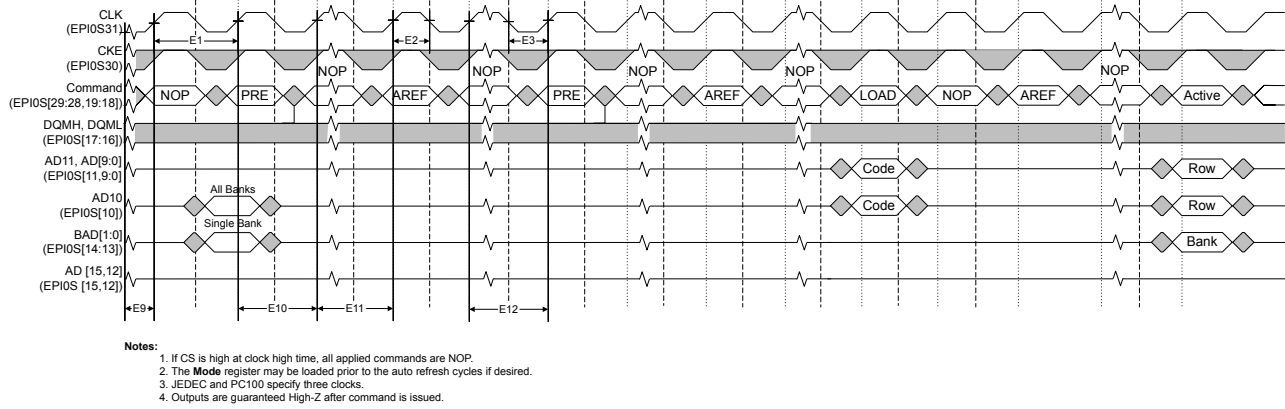 CLK
(EPI0S31)
E1
E2
E3
CKE
(EPI0S30)
NOP
NOP
NOP
NOP
NOP
Command
(EPI0S[29:28,19:18])
NOP
PRE
AREF
PRE
AREF
LOAD
NOP
AREF
Active
DQMH, DQML
(EPI0S[17:16])
AD11, AD[9:0]
(EPI0S[11,9:0]
Code
Row
All Banks
AD10
(EPI0S[10])
Code
Row
Single Bank
BAD[1:0]
(EPI0S[14:13])
Bank
AD [15,12]
(EPI0S [15,12])
E9
E10
E11
E12
Notes:
1. If CS is high at clock high time, all applied commands are NOP.
2. The Mode register may be loaded prior to the auto refresh cycles if desired.
3. JEDEC and PC100 specify three clocks.
4. Outputs are guaranteed High-Z after command is issued.